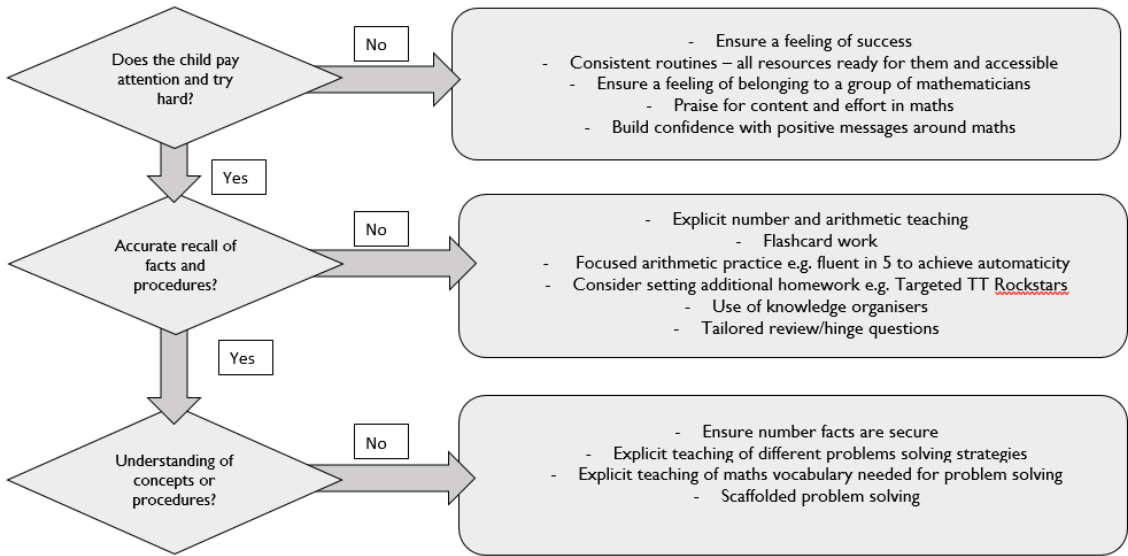 Does the child pay
attention and try
hard?
No
- Ensure a feeling of success
- Consistent routines – all resources ready for them and accessible
- Ensure a feeling of belonging to a group of mathematicians
- Praise for content and effort in maths
- Build confidence with positive messages around maths
Yes
Accurate recall of
facts and
procedures?
No
- Explicit number and arithmetic teaching
- Flashcard work
- Focused arithmetic practice e.g. fluent in 5 to achieve automaticity
- Consider setting additional homework e.g. Targeted TT Rockstars
- Use of knowledge organisers
- Tailored review/hinge questions
Yes
Understanding of
concepts or
procedures?
No
- Ensure number facts are secure
- Explicit teaching of different problems solving strategies
- Explicit teaching of maths vocabulary needed for problem solving
- Scaffolded problem solving